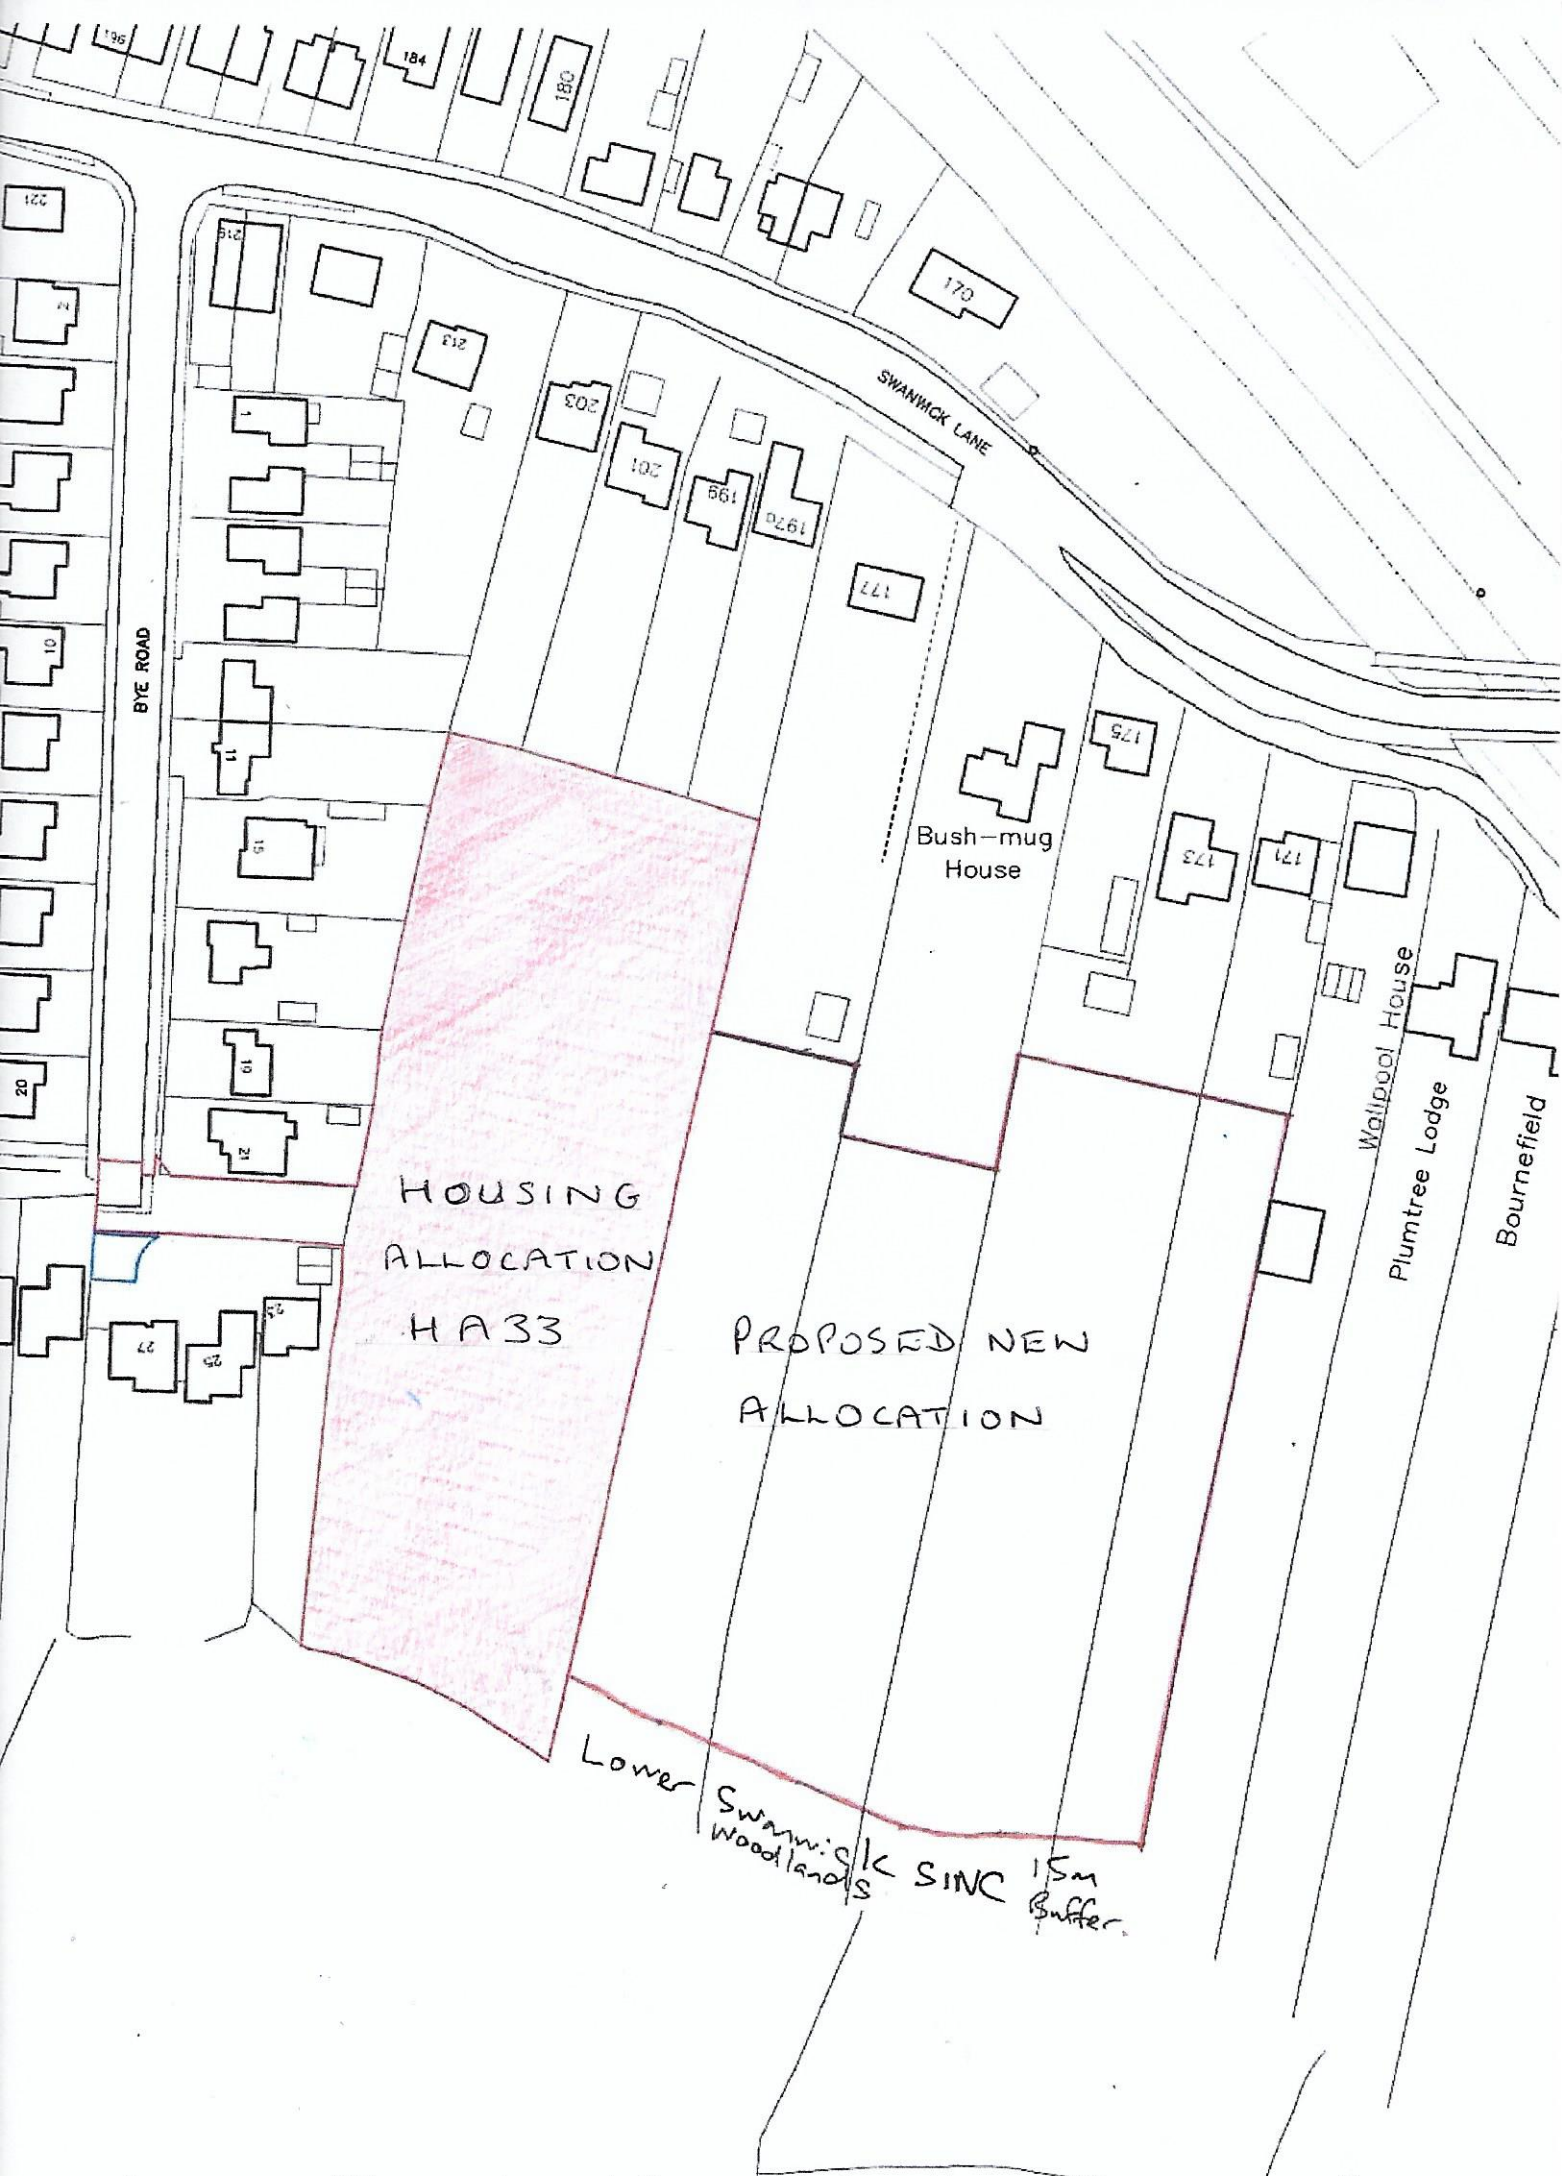 196
184
180
221
219
2
170
213
SWANWICK LANE
203
1
201
199
197a
177
10
BYE ROAD
11
175
15
Bush-mug
House
173
171
Wallpool House
19
20
21
Plumtree Lodge
Bournefield
HOUSING
ALLOCATION
HA33
23
27
25
PROPOSED NEW
ALLOCATION
Lower Swanwick SINC 15m
Woodlands Buffer.